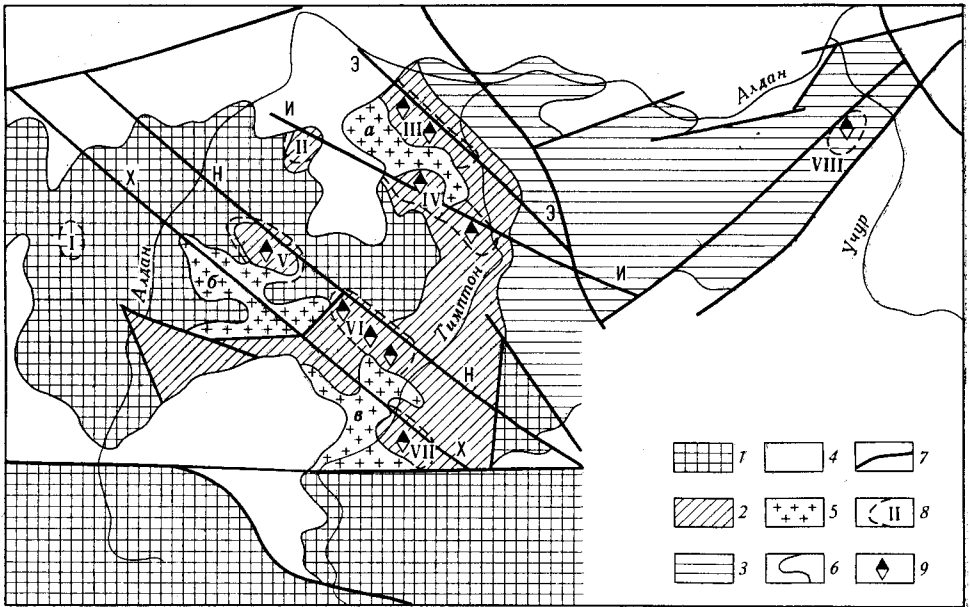 Э
И
Алдан
а
III
II
VIII
Х
Н
IV
Э
Учур
I
Алдан
V
И
б
Тимптон
VI
Н
1
4
7
в
VII
Х
2
5
II
8
3
6
9